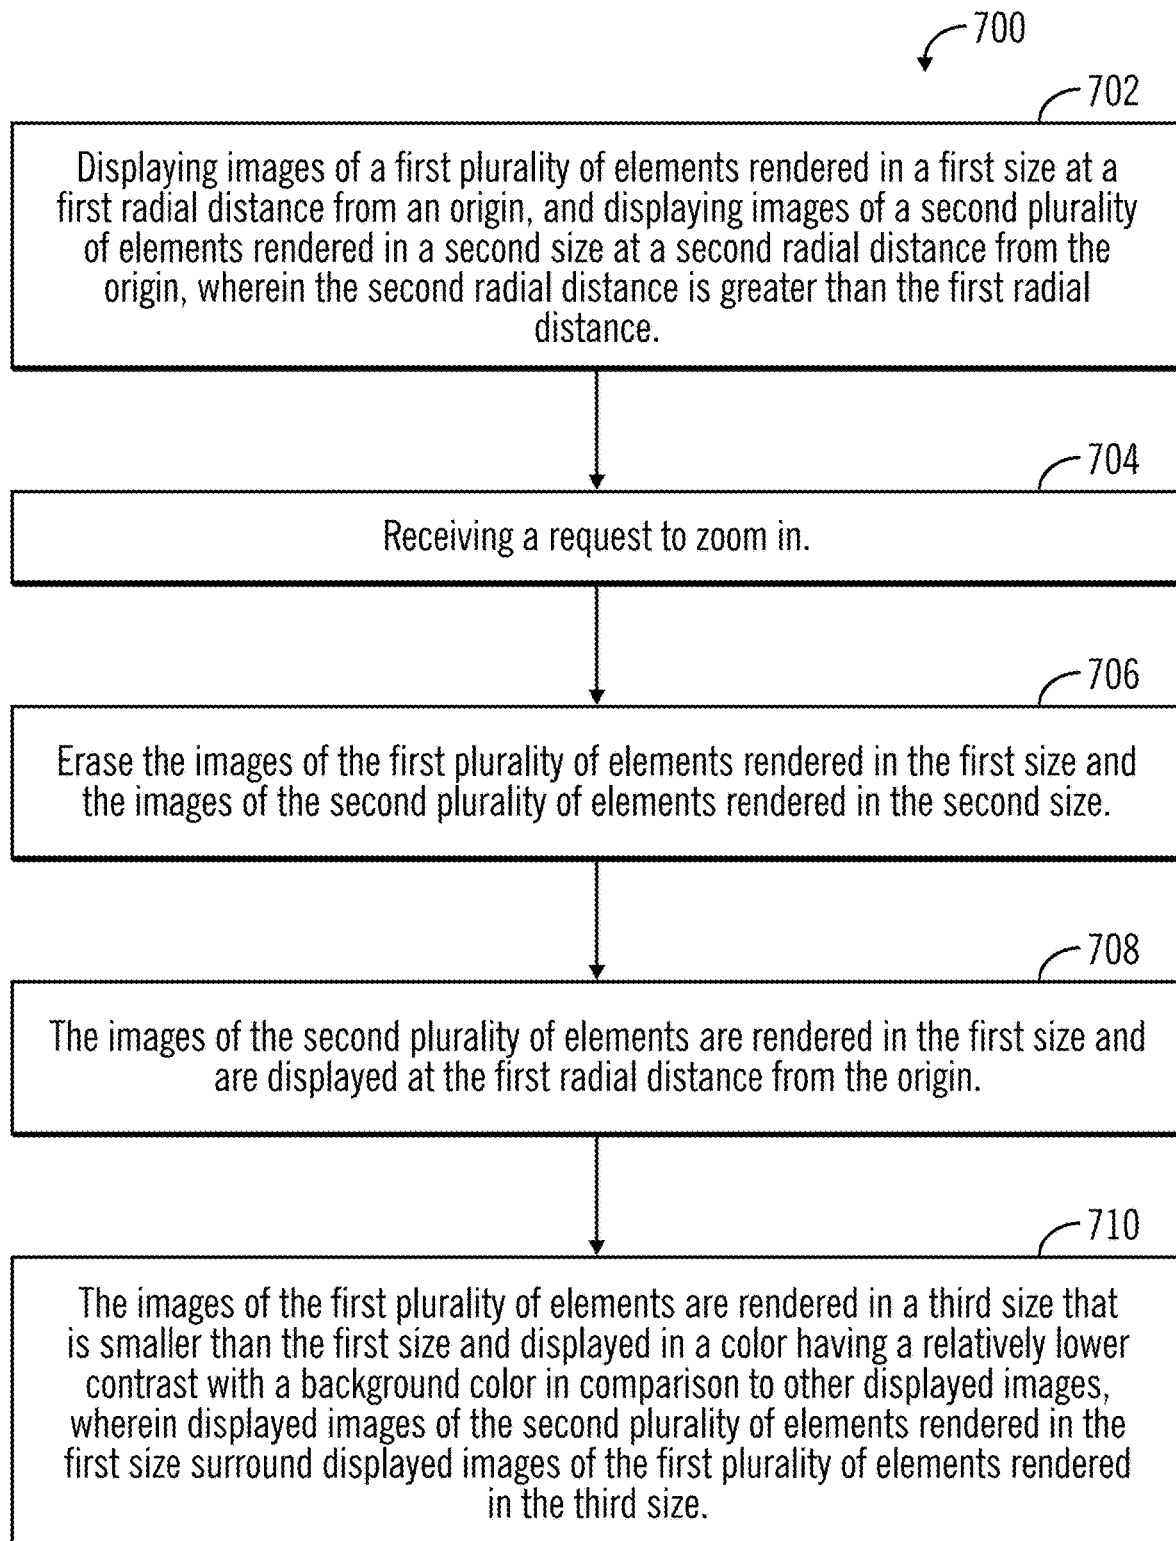 700
702
Displaying images of a first plurality of elements rendered in a first size at a
first radial distance from an origin, and displaying images of a second plurality
of elements rendered in a second size at a second radial distance from the
origin, wherein the second radial distance is greater than the first radial
distance.
704
Receiving a request to zoom in.
706
Erase the images of the first plurality of elements rendered in the first size and
the images of the second plurality of elements rendered in the second size.
708
The images of the second plurality of elements are rendered in the first size and
are displayed at the first radial distance from the origin.
710
The images of the first plurality of elements are rendered in a third size that
is smaller than the first size and displayed in a color having a relatively lower
contrast with a background color in comparison to other displayed images,
wherein displayed images of the second plurality of elements rendered in the
first size surround displayed images of the first plurality of elements rendered
in the third size.